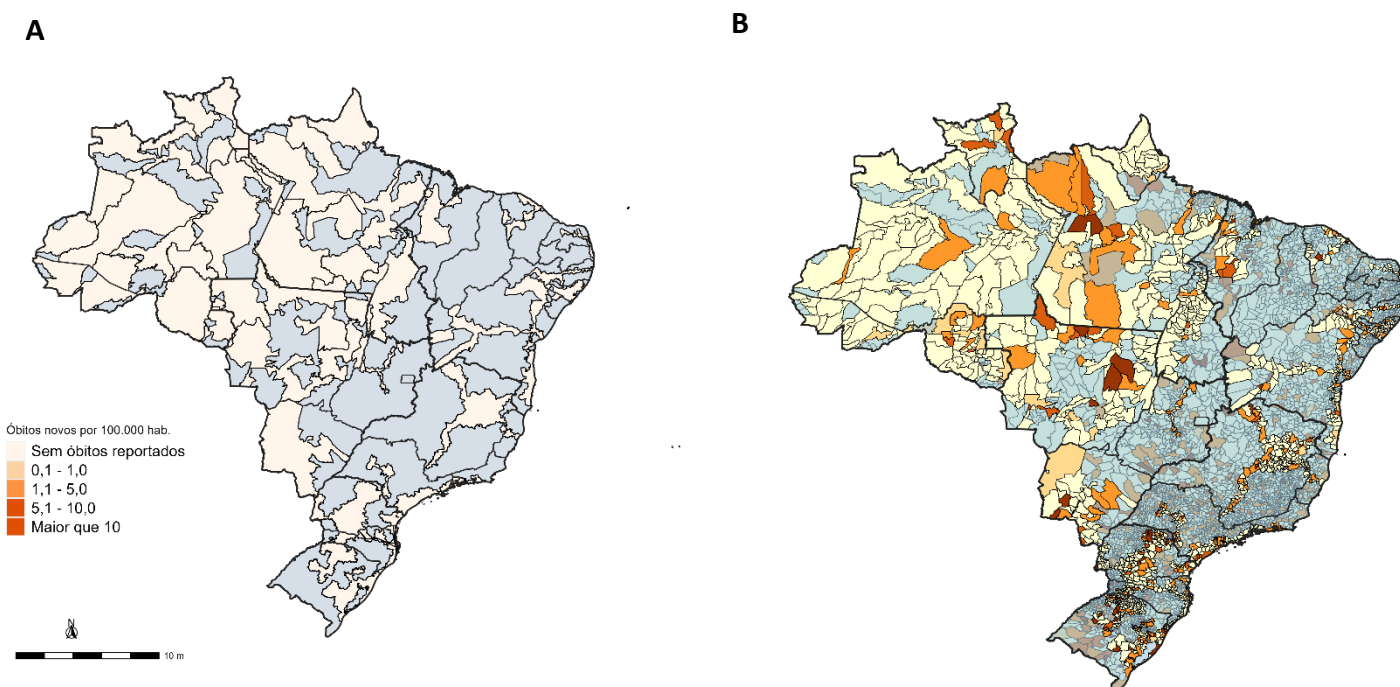 A
B
Óbitos novos por 100.000 hab.
Sem óbitos reportados
0,1 - 1,0
1,1 - 5,0
5,1 - 10,0
Maior que 10
N
10 m